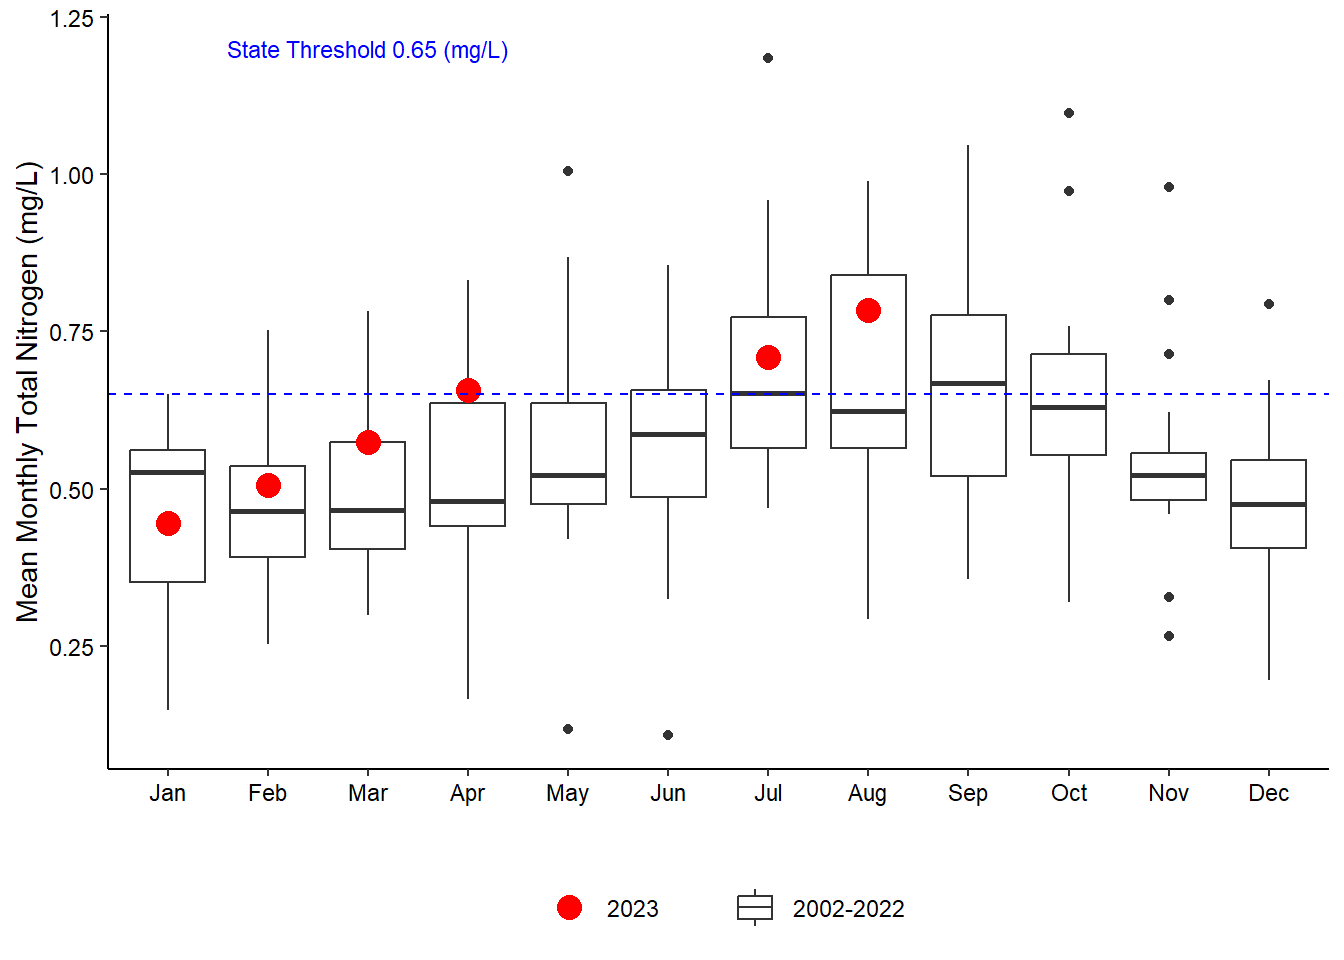 State Threshold 0.65 (mg/L)
Mean Monthly Total Nitrogen (mg/L)
1.25
1.00
0.75
0.50
0.25
Jan Feb Mar Apr May Jun Jul Aug Sep Oct Nov Dec
2023 2002-2022